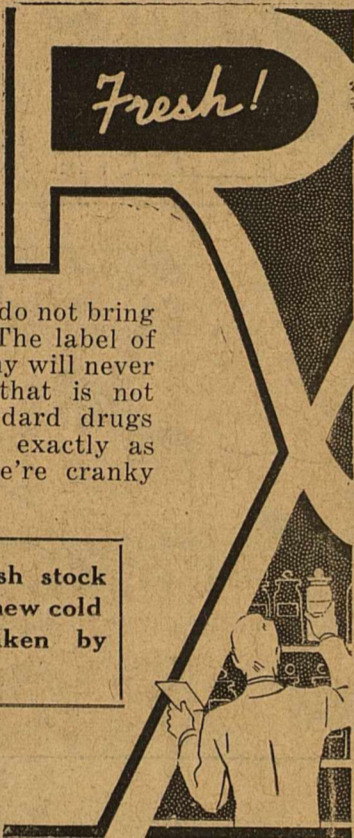 Fresh!
do not bring
The label of
will never
that is not
dard drugs
exactly as
e're cranky
sh stock
new cold
ken by